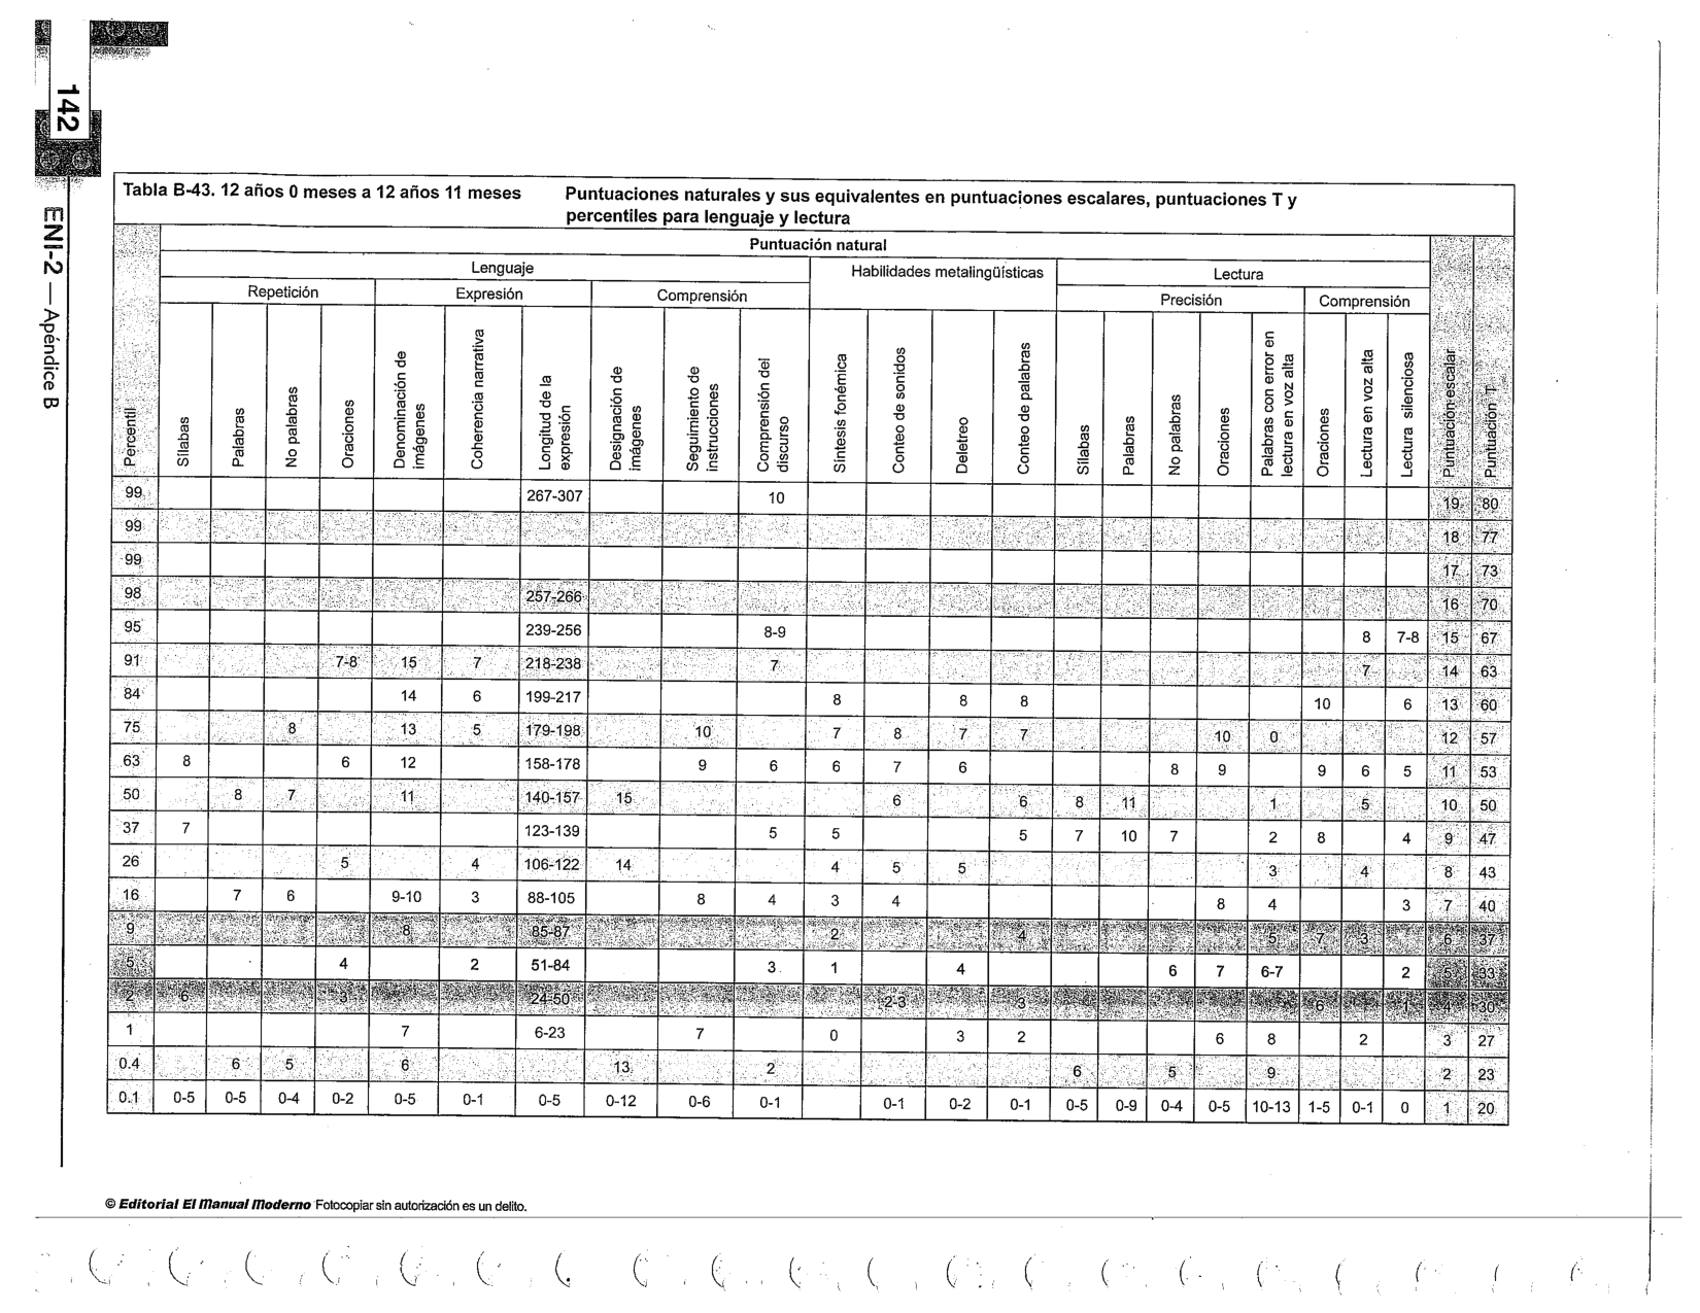 142
ENI-2 — Apéndice B
Tabla B-43. 12 años 0 meses a 12 años 11 meses Puntuaciones naturales y sus equivalentes en puntuaciones escalares, puntuaciones T y
percentiles para lenguaje y lectura
Puntuación natural
Lenguaje Habilidades metalingüísticas Lectura
Repetición Expresión Comprensión Precisión Comprensión
Percentil Sílabas Palabras No palabras Oraciones Denominación de imágenes Coherencia narrativa Longitud de la expresión Designación de imágenes Seguimiento de instrucciones Comprensión del discurso Síntesis fonémica Conteo de sonidos Deletreo Conteo de palabras Sílabas Palabras No palabras Oraciones Palabras con error en lectura en voz alta Oraciones Lectura en voz alta Lectura silenciosa Puntuación escalar Puntuación T
99 267-307 10 19 80
99 18 77
99 17 73
98 257-266 16 70
95 239-256 8-9 8 7-8 15 67
91 7-8 15 7 218-238 7 7 14 63
84 14 6 199-217 8 8 8 10 6 13 60
75 8 13 5 179-198 10 7 8 7 7 10 0 12 57
63 8 6 12 158-178 9 6 6 7 6 8 9 9 6 5 11 53
50 8 7 11 140-157 15 6 6 8 11 1 5 10 50
37 7 123-139 5 5 5 7 10 7 2 8 4 9 47
26 5 4 106-122 14 4 5 5 3 4 8 43
16 7 6 9-10 3 88-105 8 4 3 4 8 4 3 7 40
9 8 85-87 2 4 5 7 3 6 37
5 4 2 51-84 3 1 4 6 7 6-7 2 5 33
2 6 3 24-50 2-3 3 6 1 4 30
1 7 6-23 7 0 3 2 6 8 2 3 27
0.4 6 5 6 13 2 6 5 9 2 23
0.1 0-5 0-5 0-4 0-2 0-5 0-1 0-5 0-12 0-6 0-1 0-1 0-2 0-1 0-5 0-9 0-4 0-5 10-13 1-5 0-1 0 1 20
© Editorial El Manual Moderno Fotocopiar sin autorización es un delito.